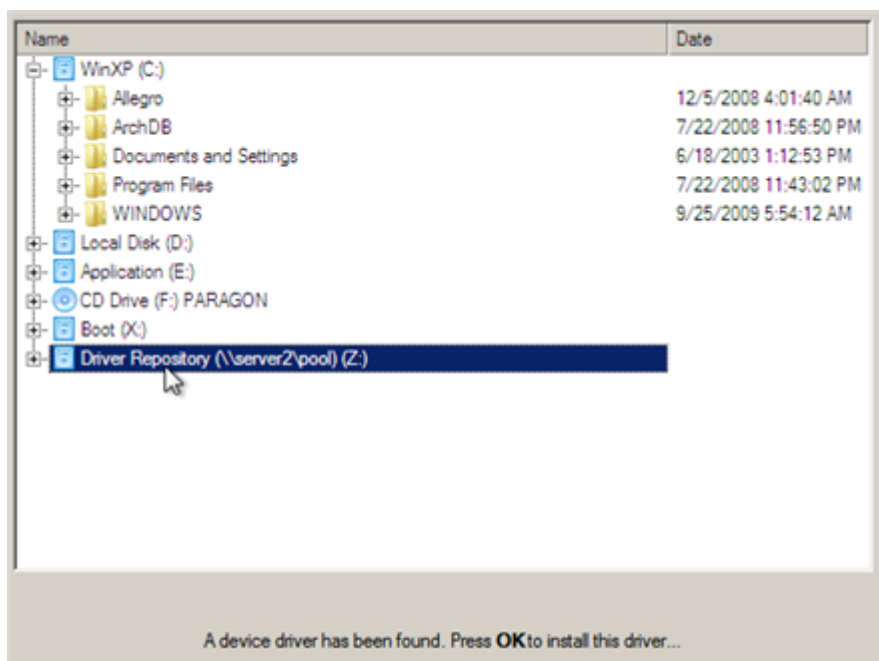 Name Date
WinXP (C:)
Allegro 12/5/2008 4:01:40 AM
ArchDB 7/22/2008 11:56:50 PM
Documents and Settings 6/18/2003 1:12:53 PM
Program Files 7/22/2008 11:43:02 PM
WINDOWS 9/25/2009 5:54:12 AM
Local Disk (D:)
Application (E:)
CD Drive (F:) PARAGON
Boot (X:)
Driver Repository (\\server2\pool) (Z:)
A device driver has been found. Press OK to install this driver...